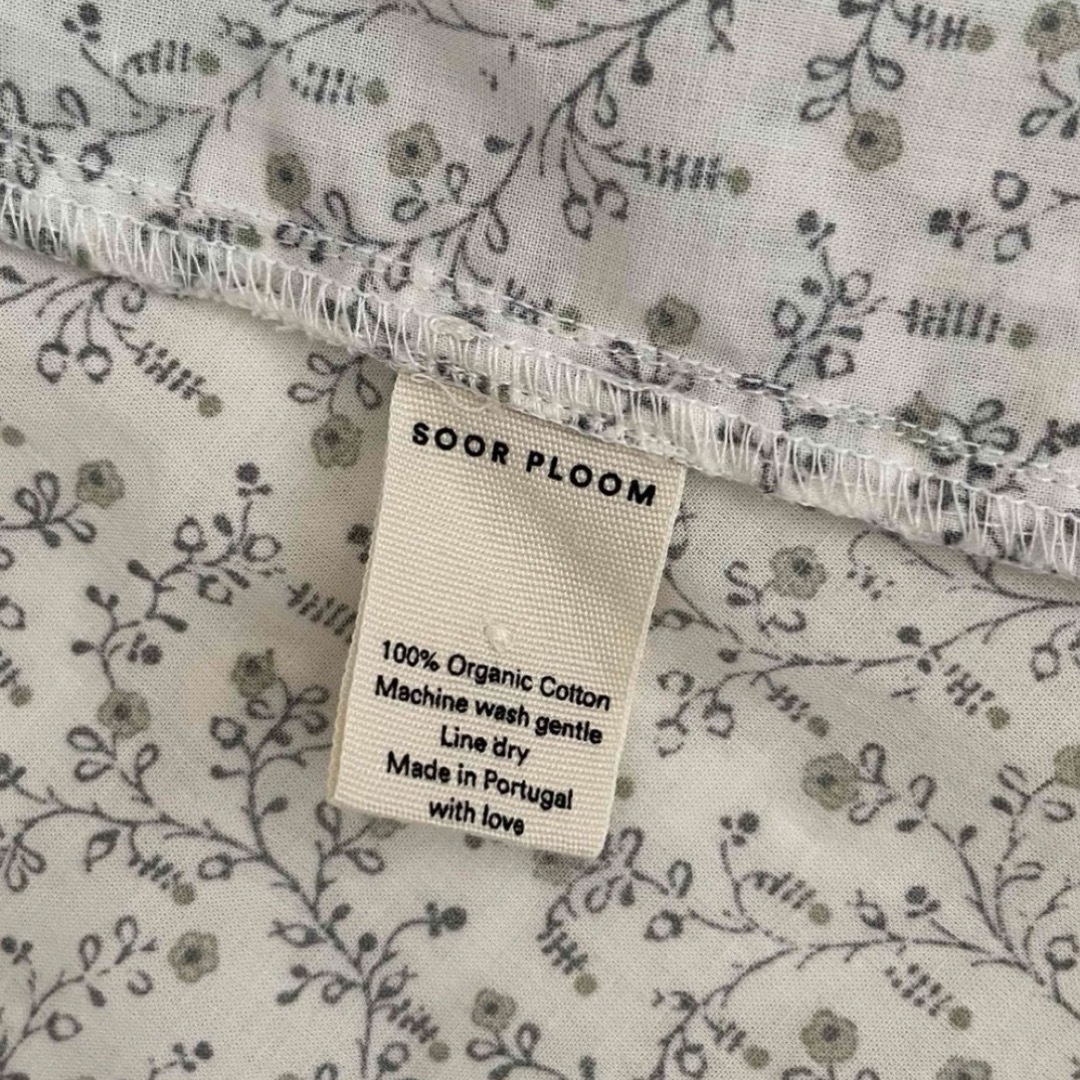 SOOR PLOOM
100% Organic Cotton
Machine wash gentle
Line dry
Made in Portugal
with love